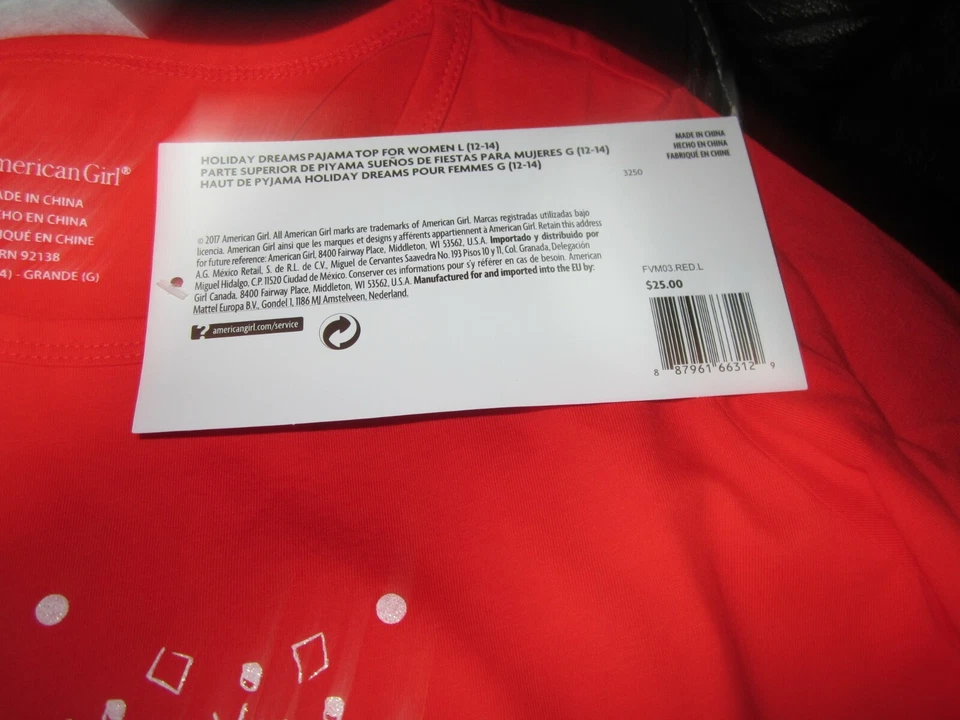 mericanGirl®
ADE IN CHINA
CHO EN CHINA
IQUÉ EN CHINE
RN 92138
4) - GRANDE (G)
HOLIDAY DREAMS PAJAMA TOP FOR WOMEN L (12-14)
PARTE SUPERIOR DE PIYAMA SUEÑOS DE FIESTAS PARA MUJERES G (12-14)
HAUT DE PYJAMA HOLIDAY DREAMS POUR FEMMES G (12-14)
MADE IN CHINA
HECHO EN CHINA
FABRIQUÉ EN CHINE
3250
© 2017 American Girl. All American Girl marks are trademarks of American Girl. Marcas registradas utilizadas bajo
licencia. American Girl ainsi que les marques et designs y afférents appartiennent à American Girl. Retain this address
for future reference: American Girl, 8400 Fairway Place, Middleton, WI 53562, U.S.A. Importado y distribuido por
A.G. México Retail, S. de R.L. de C.V., Miguel de Cervantes Saavedra No. 193 Pisos 10 y 11, Col. Granada, Delegación
Miguel Hidalgo, C.P. 11520 Ciudad de México. Conserver ces informations pour s'y référer en cas de besoin. American
Girl Canada, 8400 Fairway Place, Middleton, WI 53562, U.S.A. Manufactured for and imported into the EU by:
Mattel Europa B.V., Gondel 1, 1186 MJ Amstelveen, Nederland.
? americangirl.com/service
FVM03.RED.L
$25.00
8 87961 66312 9